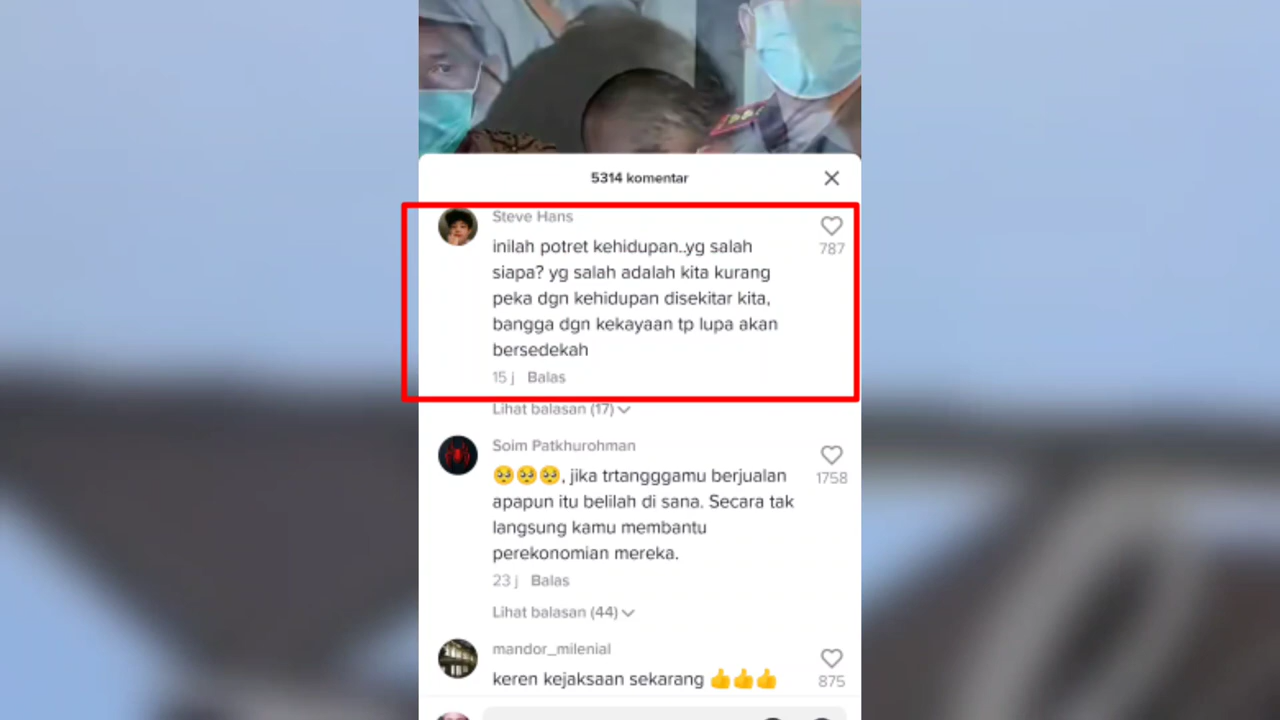 5314 komentar
Steve Hans
inilah potret kehidupan..yg salah
siapa? yg salah adalah kita kurang
peka dgn kehidupan disekitar kita,
bangga dgn kekayaan tp lupa akan
bersedekah
787
15 j Balas
Lihat balasan (17)
Soim Patkhurohman
🥺🥺🥺, jika trtangggamu berjualan
apapun itu belilah di sana. Secara tak
langsung kamu membantu
perekonomian mereka.
1758
23 j Balas
Lihat balasan (44)
mandor_milenial
keren kejaksaan sekarang 👍👍👍
875